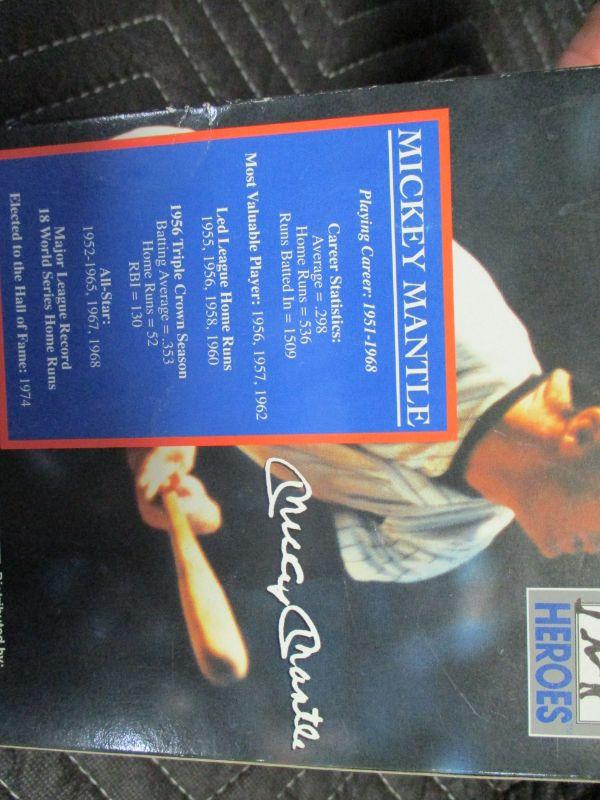 MICKEY MANTLE
Playing Career: 1951-1968
Career Statistics:
Average = .298
Home Runs = 536
Runs Batted In = 1509
Most Valuable Player: 1956, 1957, 1962
Led League Home Runs
1955, 1956, 1958, 1960
1956 Triple Crown Season
Batting Average = .353
Home Runs = 52
RBI = 130
All-Star:
1952-1965, 1967, 1968
Major League Record
18 World Series Home Runs
Elected to the Hall of Fame: 1974
Mickey Mantle
HEROES
Distributed by: